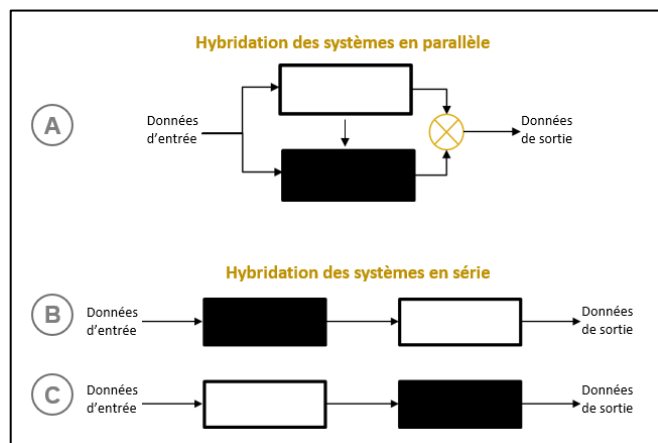 Hybridation des systèmes en parallèle
A
Données
d'entrée
Données
de sortie
Hybridation des systèmes en série
B
Données
d'entrée
Données
de sortie
C
Données
d'entrée
Données
de sortie